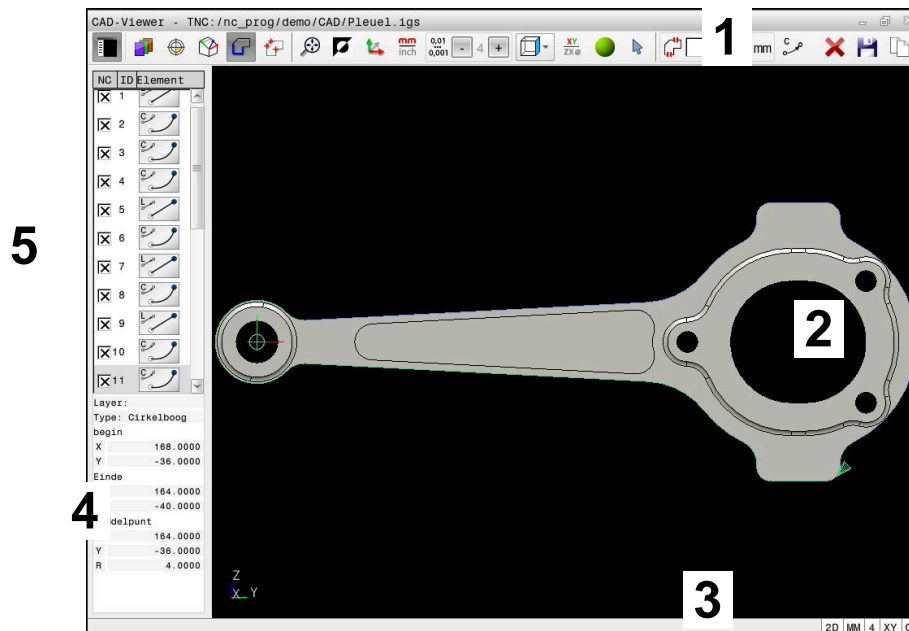 CAD-Viewer - TNC:/nc_prog/demo/CAD/Pleuel.igs
1
mm
inch
0,01
0,001
- 4 +
XY
ZX
mm
C
NC ID Element
1
2 C
3 C
4 C
5 L
6 C
7 L
8 C
9 L
10 C
11 C
5
2
Layer:
Type: Cirkelboog
begin
X 168.0000
Y -36.0000
Einde
164.0000
-40.0000
4
ddelpunt
164.0000
Y -36.0000
R 4.0000
Z
X Y
3
2D MM 4 XY